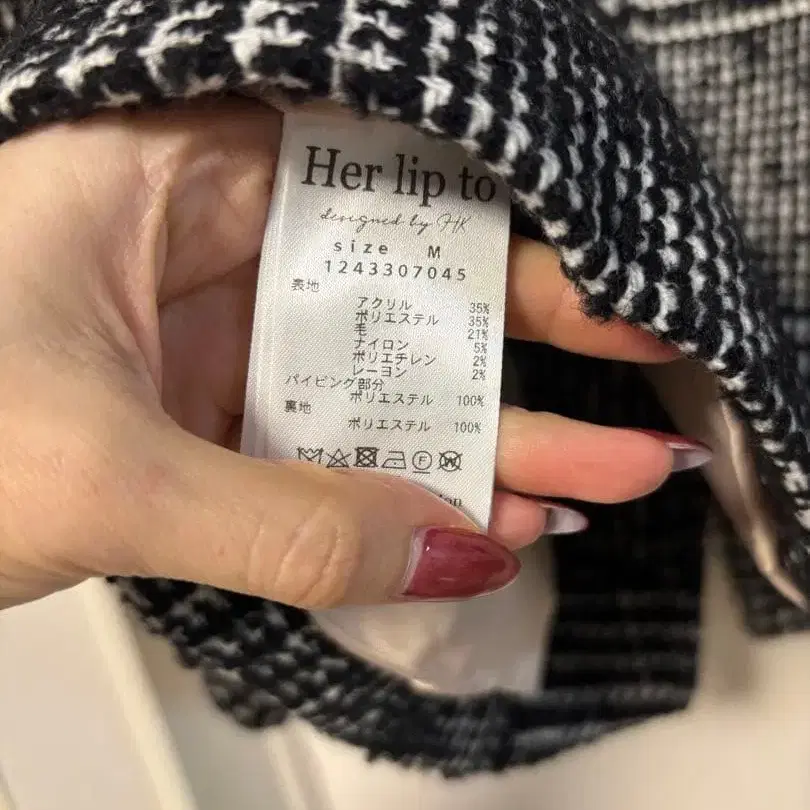 Her lip to
designed by HK
size M
1243307045
表地
アクリル 35%
ポリエステル 35%
毛 21%
ナイロン 5%
ポリエチレン 2%
レーヨン 2%
パイピング部分
ポリエステル 100%
裏地
ポリエステル 100%